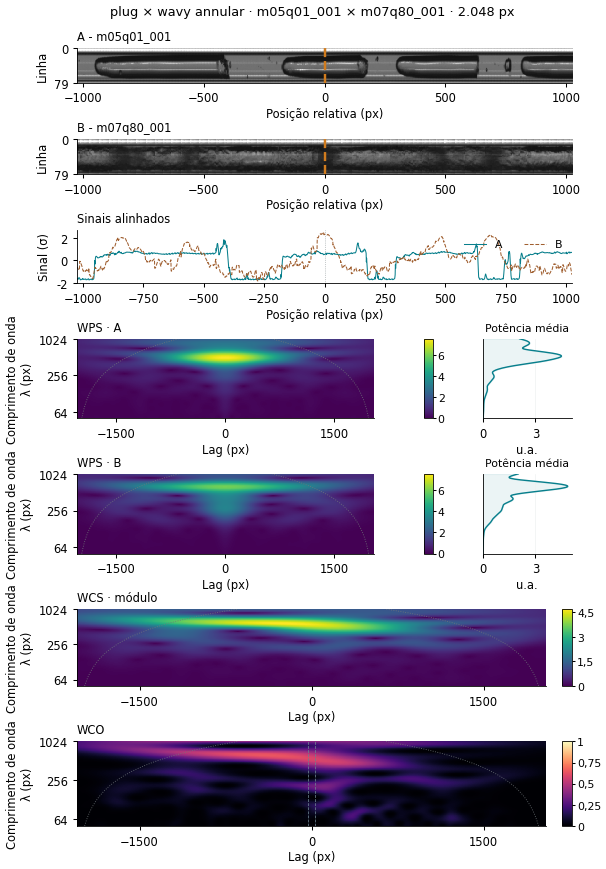 plug × wavy annular · m05q01_001 × m07q80_001 · 2.048 px
A - m05q01_001
Linha
0
79
−1000 −500 0 500 1000
Posição relativa (px)
B - m07q80_001
Linha
0
79
−1000 −500 0 500 1000
Posição relativa (px)
Sinais alinhados
Sinal (σ)
2
0
−2
A B
−1000 −750 −500 −250 0 250 500 750 1000
Posição relativa (px)
WPS · A
Comprimento de onda
λ (px)
1024
256
64
−1500 0 1500
Lag (px)
6
4
2
0
Potência média
0 3
u.a.
WPS · B
Comprimento de onda
λ (px)
1024
256
64
−1500 0 1500
Lag (px)
6
4
2
0
Potência média
0 3
u.a.
WCS · módulo
Comprimento de onda
λ (px)
1024
256
64
−1500 0 1500
Lag (px)
4,5
3
1,5
0
WCO
Comprimento de onda
λ (px)
1024
256
64
−1500 0 1500
Lag (px)
1
0,75
0,5
0,25
0